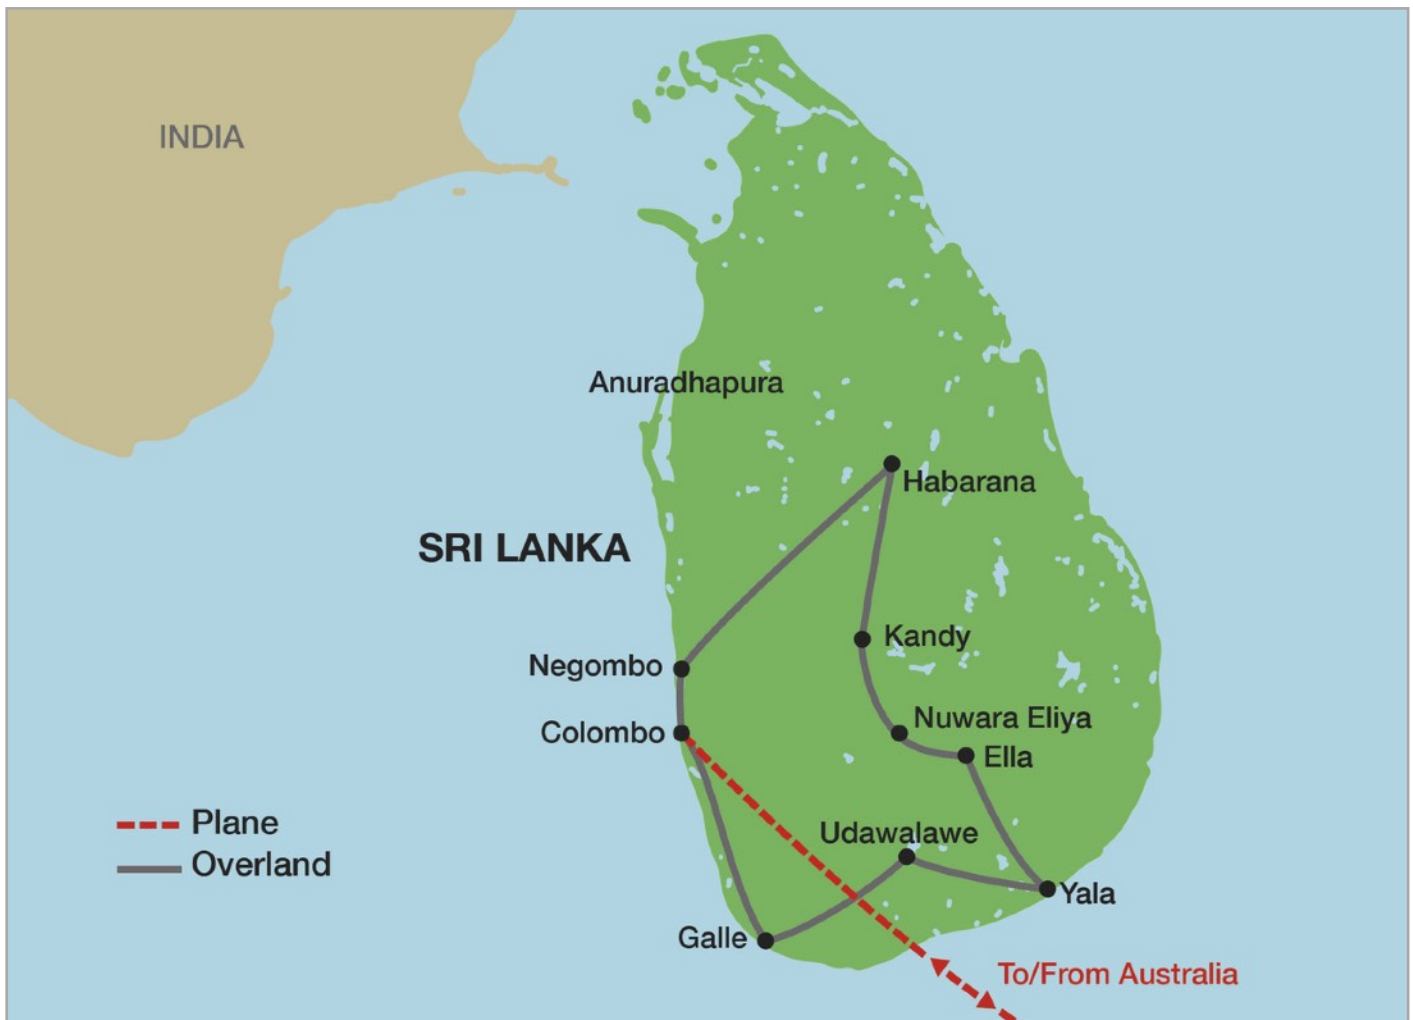 INDIA
Anuradhapura
Habarana
SRI LANKA
Kandy
Negombo
Nuwara Eliya
Colombo
Ella
Plane
Udawalawe
Overland
Yala
Galle
To/From Australia